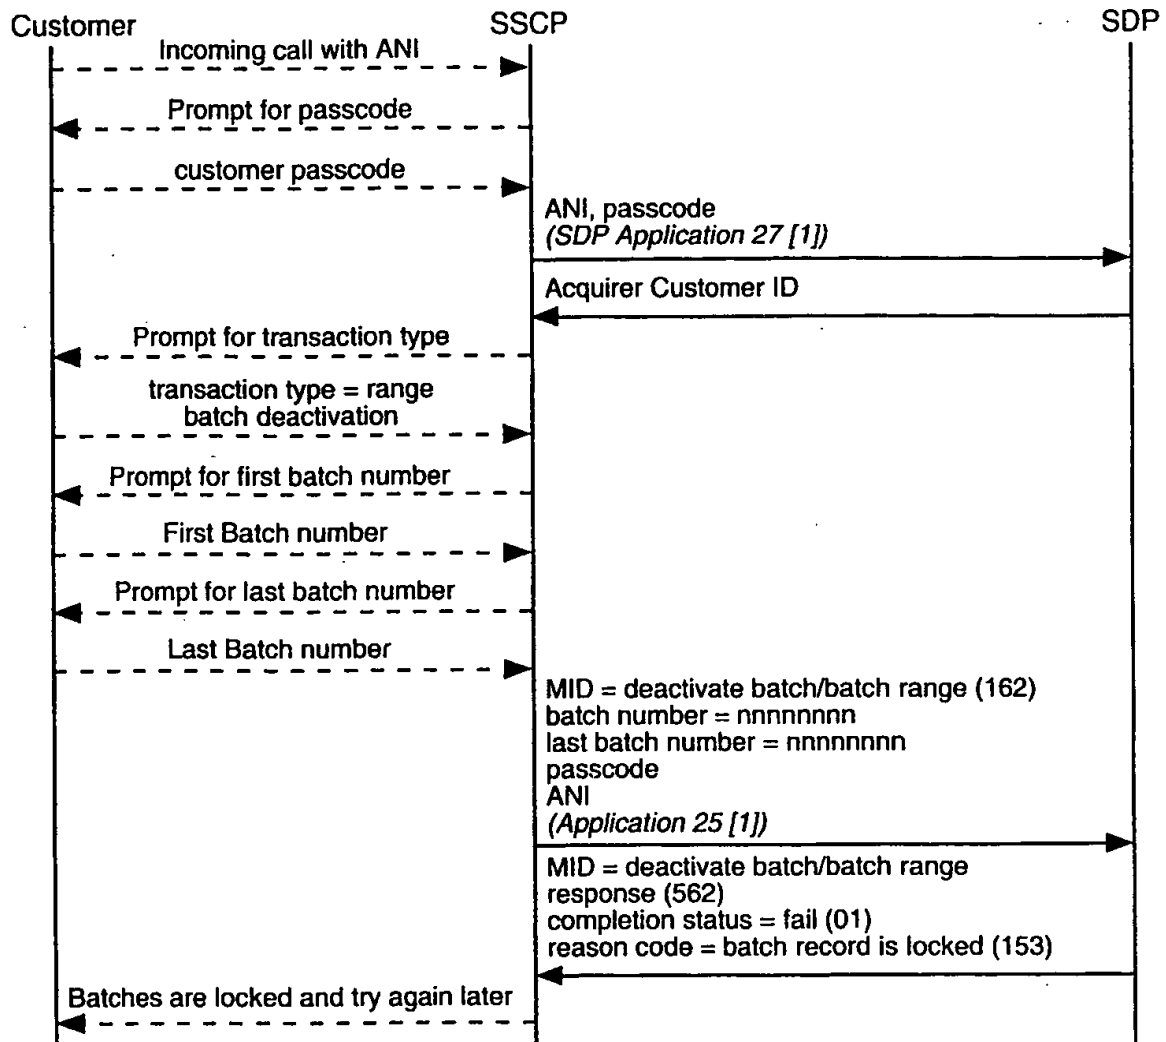 Customer
SSCP
SDP
Incoming call with ANI
Prompt for passcode
customer passcode
ANI, passcode
(SDP Application 27 [1])
Acquirer Customer ID
Prompt for transaction type
transaction type = range
batch deactivation
Prompt for first batch number
First Batch number
Prompt for last batch number
Last Batch number
MID = deactivate batch/batch range (162)
batch number = nnnnnnnnn
last batch number = nnnnnnnnn
passcode
ANI
(Application 25 [1])
MID = deactivate batch/batch range
response (562)
completion status = fail (01)
reason code = batch record is locked (153)
Batches are locked and try again later